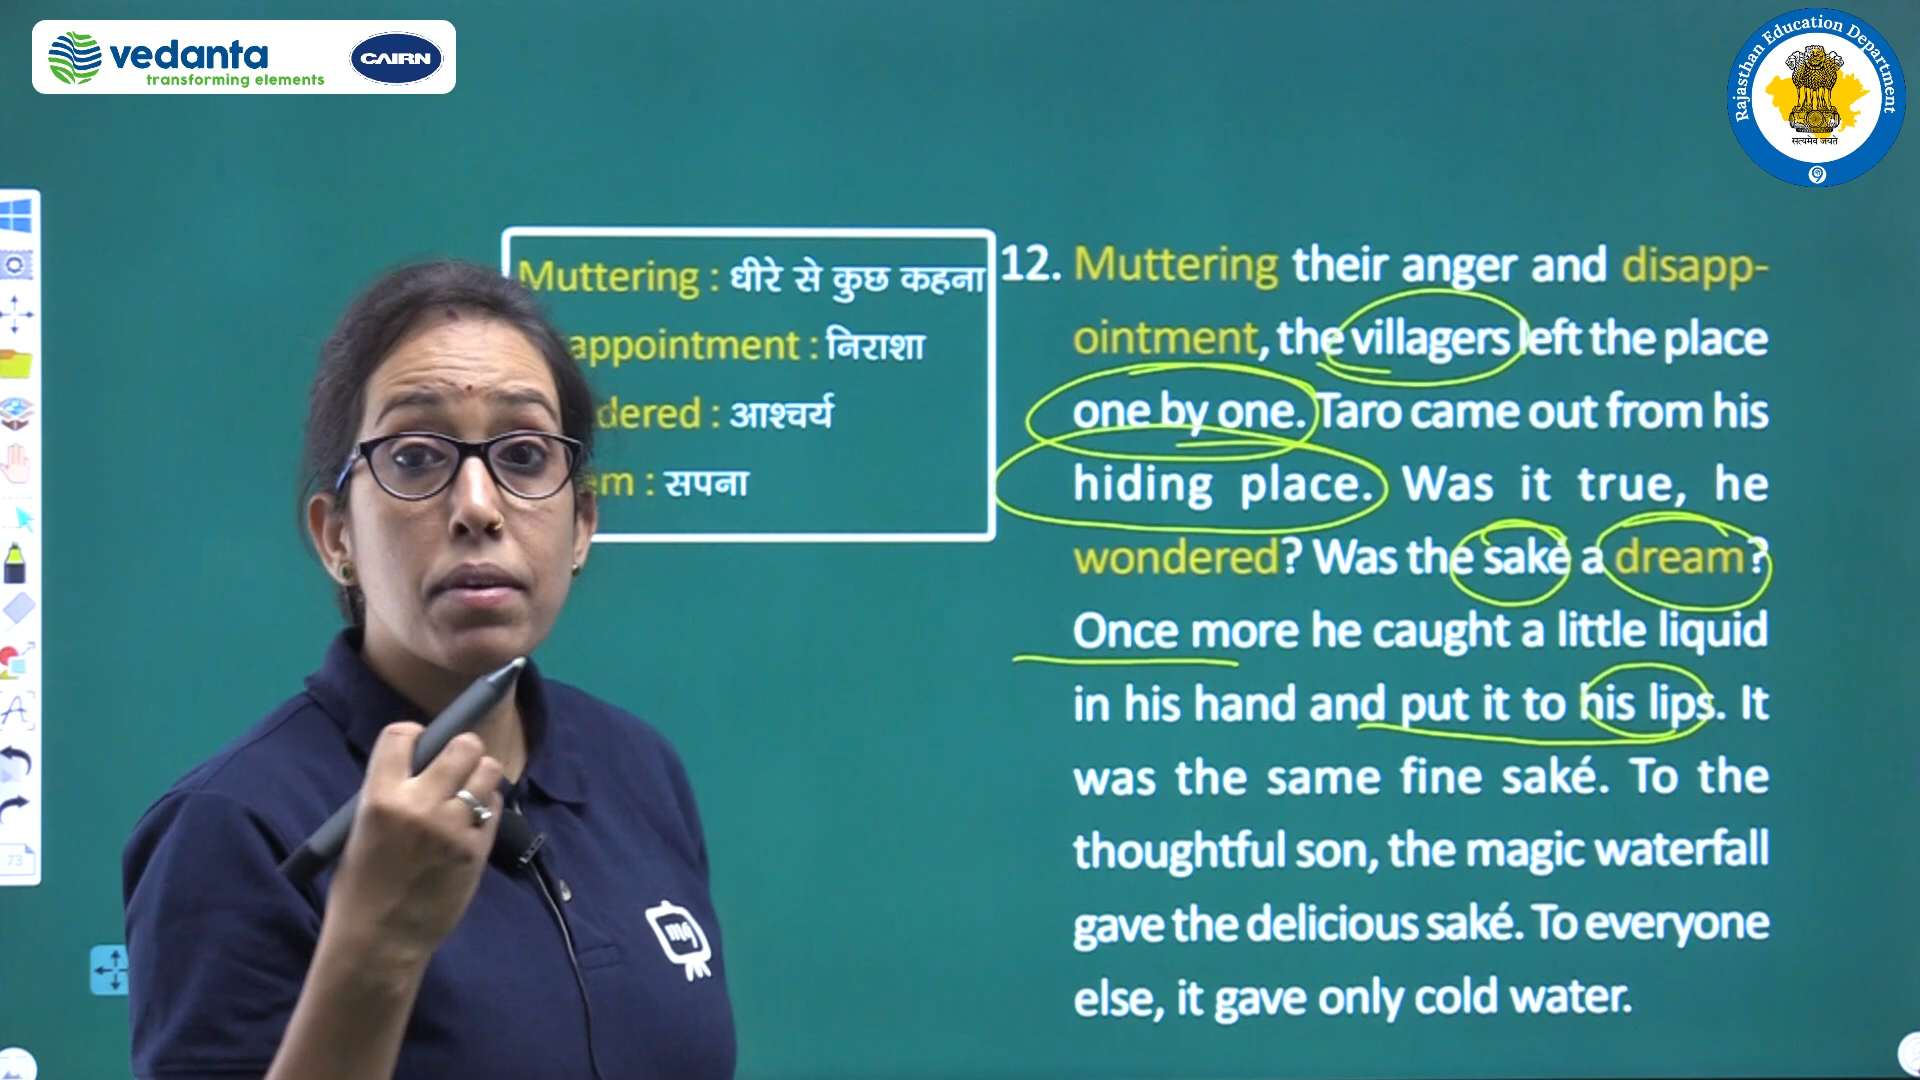 vedanta
transforming elements
CAIRN
Rajasthan Education Department
सत्यमेव जयते
Muttering : धीरे से कुछ कहना
appointment : निराशा
dered : आश्चर्य
em : सपना
12. Muttering their anger and disapp-
ointment, the villagers left the place
one by one. Taro came out from his
hiding place. Was it true, he
wondered? Was the saké a dream?
Once more he caught a little liquid
in his hand and put it to his lips. It
was the same fine saké. To the
thoughtful son, the magic waterfall
gave the delicious saké. To everyone
else, it gave only cold water.
73